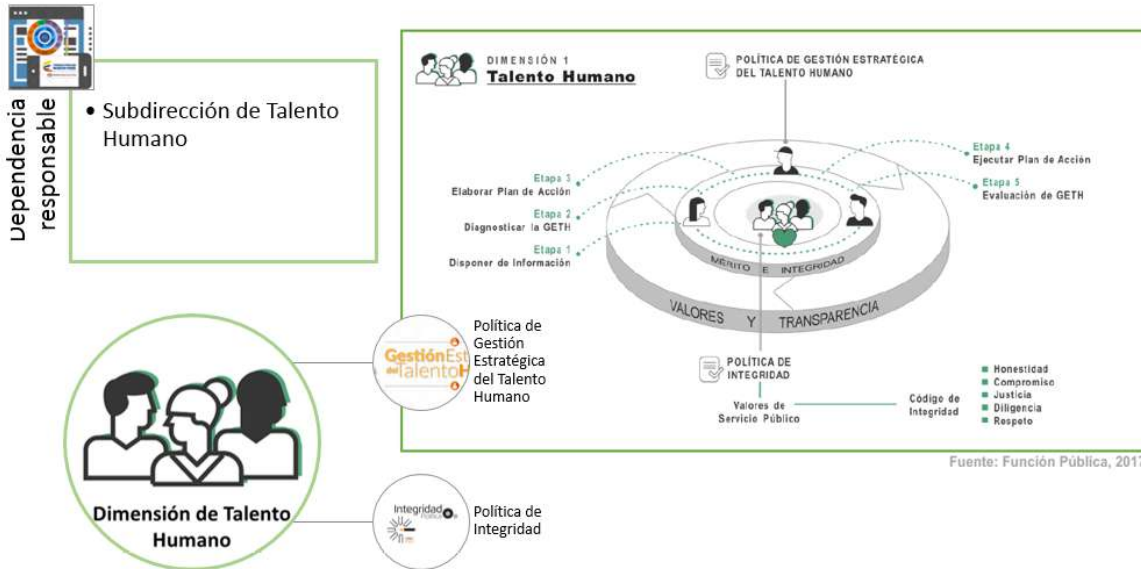 Dependencia
responsable
• Subdirección de Talento
Humano
DIMENSIÓN 1
Talento Humano
POLÍTICA DE GESTIÓN ESTRATÉGICA
DEL TALENTO HUMANO
Etapa 3
Elaborar Plan de Acción
Etapa 2
Diagnosticar la GETH
Etapa 1
Disponer de Información
Etapa 4
Ejecutar Plan de Acción
Etapa 5
Evaluación de GETH
MÉRITO E INTEGRIDAD
VALORES Y TRANSPARENCIA
POLÍTICA DE
INTEGRIDAD
Valores de
Servicio Público
Código de
Integridad
Honestidad
Compromiso
Justicia
Diligencia
Respeto
Fuente: Función Pública, 2017
GestiónEst
delTalentoH
Política de
Gestión
Estratégica
del Talento
Humano
Dimensión de Talento
Humano
Integridad
Política de
Integridad